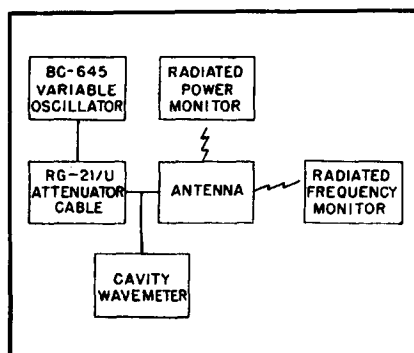 BC-645
VARIABLE
OSCILLATOR
RADIATED
POWER
MONITOR
RG-21/U
ATTENUATOR
CABLE
ANTENNA
RADIATED
FREQUENCY
MONITOR
CAVITY
WAVEMETER